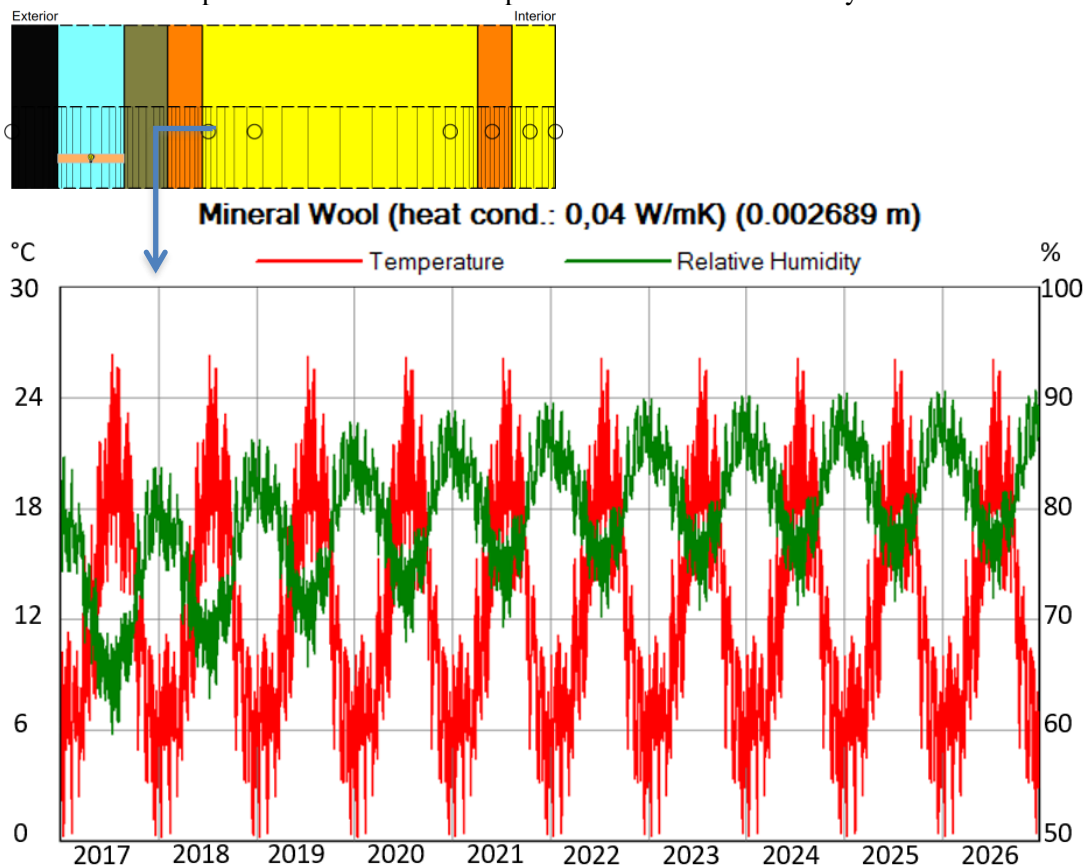 Exterior Interior
Mineral Wool (heat cond.: 0,04 W/mK) (0.002689 m)
°C Temperature Relative Humidity %
30 100
24 90
18 80
12 70
6 60
0 50
2017 2018 2019 2020 2021 2022 2023 2024 2025 2026